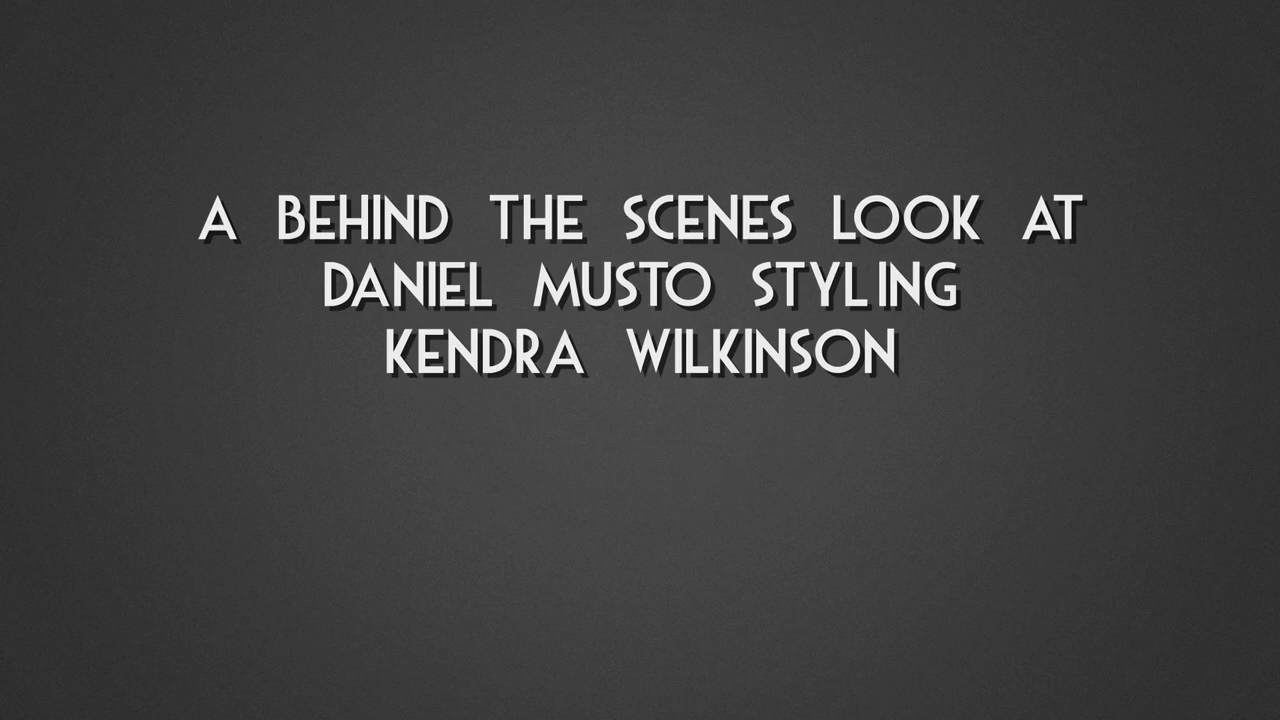 A BEHIND THE SCENES LOOK AT
DANIEL MUSTO STYLING
KENDRA WILKINSON